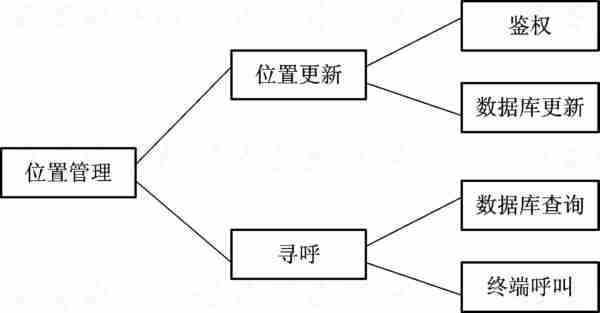 鉴权
位置更新
数据库更新
位置管理
数据库查询
寻呼
终端呼叫